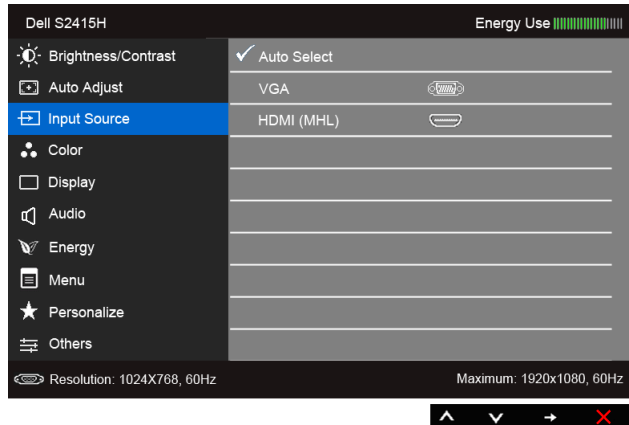 Dell S2415H
Energy Use
Brightness/Contrast
Auto Select
Auto Adjust
VGA
Input Source
HDMI (MHL)
Color
Display
Audio
Energy
Menu
Personalize
Others
Resolution: 1024X768, 60Hz
Maximum: 1920x1080, 60Hz